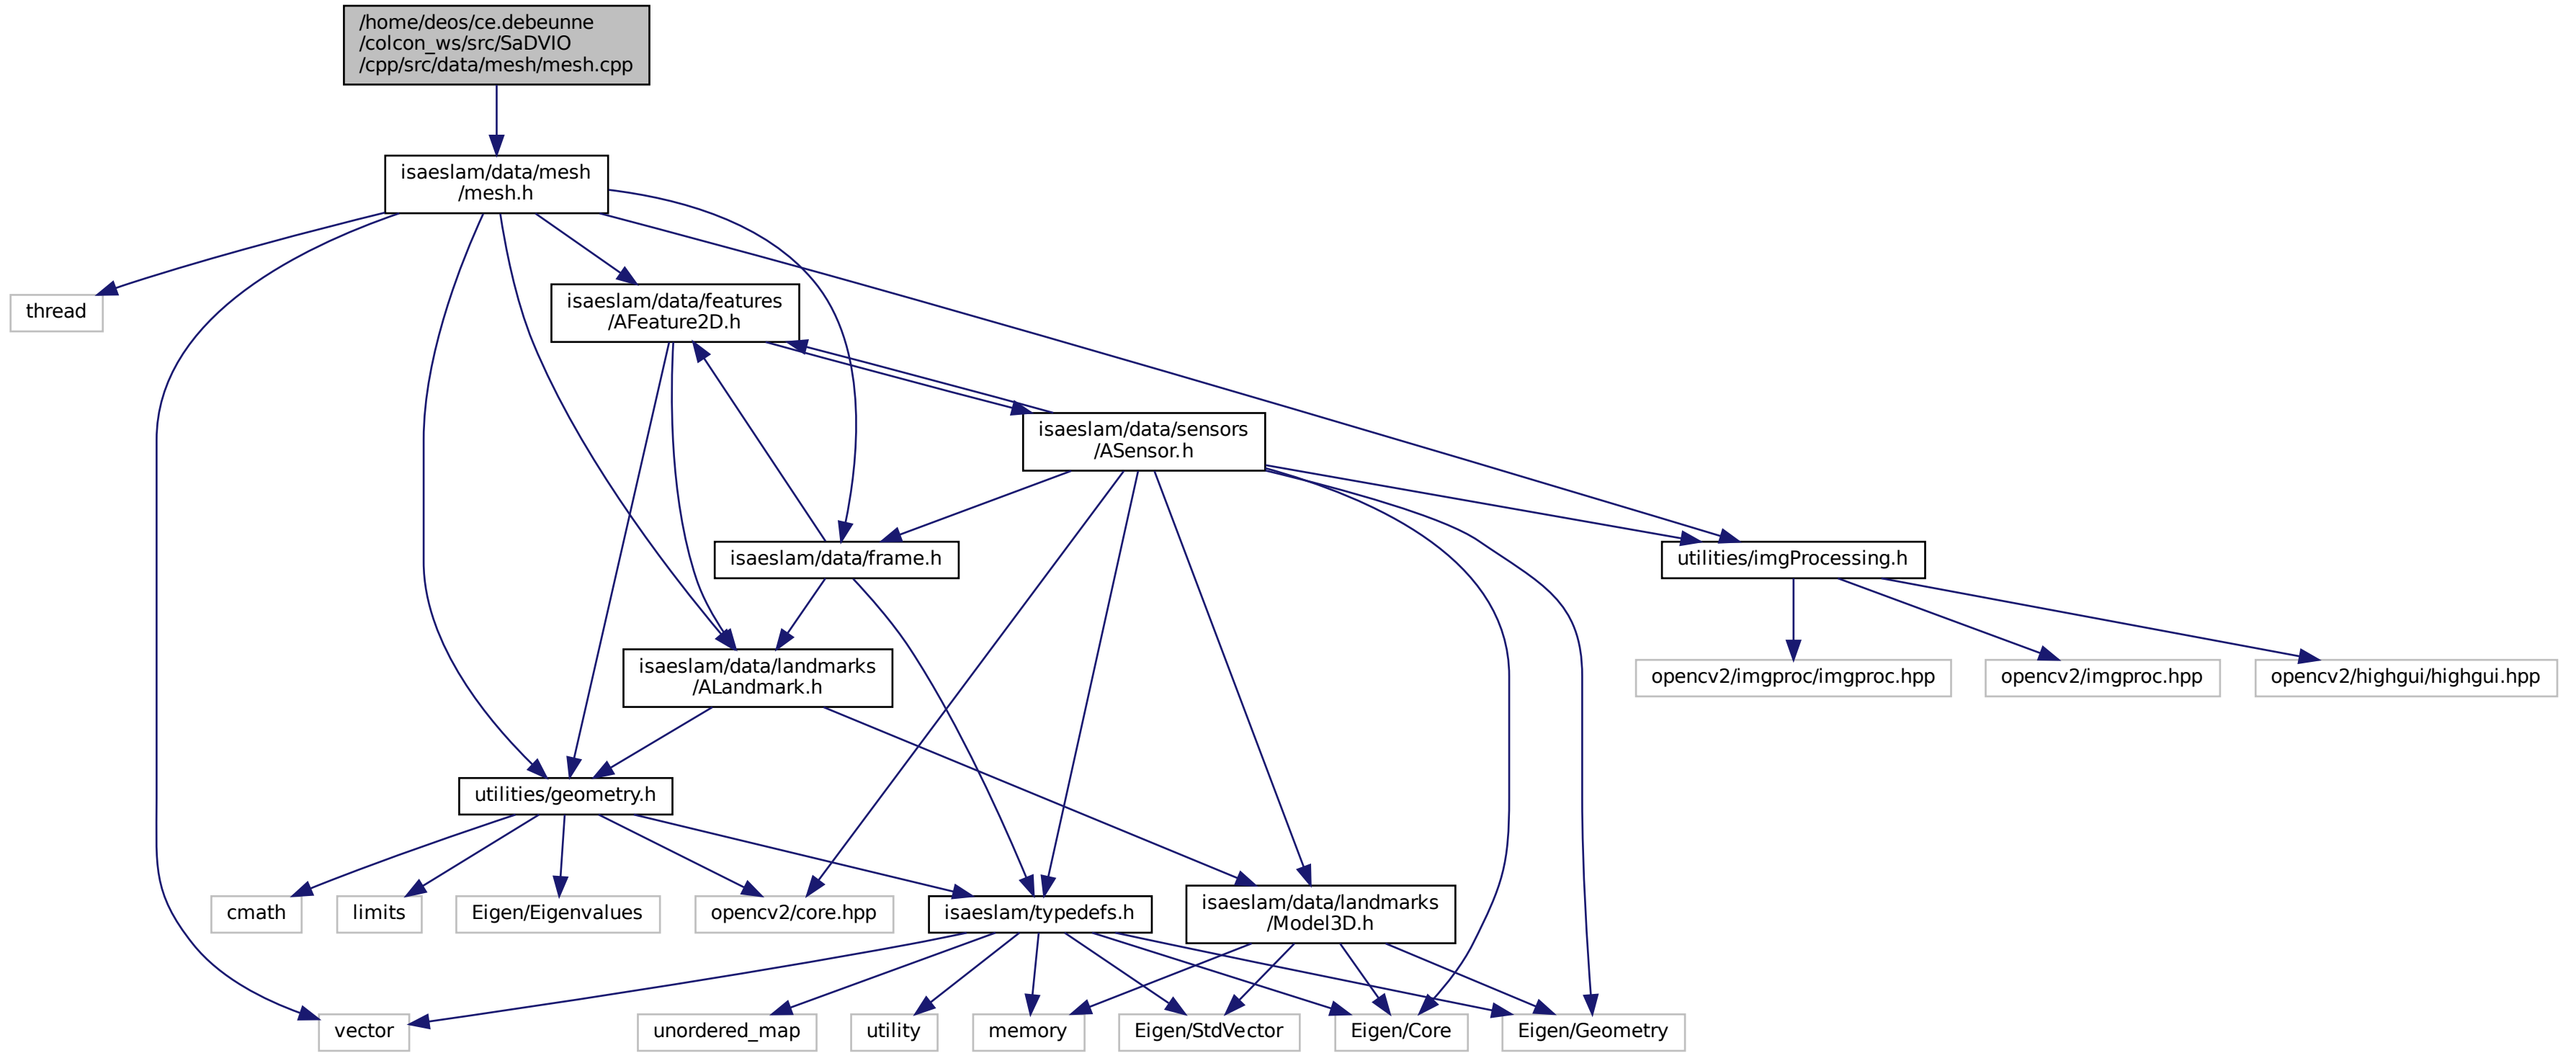 /home/deos/ce.debeunne
/colcon_ws/src/SaDVIO
/cpp/src/data/mesh/mesh.cpp
isaeslam/data/mesh
/mesh.h
thread
isaeslam/data/features
/AFeature2D.h
isaeslam/data/sensors
/ASensor.h
isaeslam/data/frame.h
utilities/imgProcessing.h
isaeslam/data/landmarks
/ALandmark.h
opencv2/imgproc/imgproc.hpp
opencv2/imgproc.hpp
opencv2/highgui/highgui.hpp
utilities/geometry.h
cmath
limits
Eigen/Eigenvalues
opencv2/core.hpp
isaeslam/typedefs.h
isaeslam/data/landmarks
/Model3D.h
vector
unordered_map
utility
memory
Eigen/StdVector
Eigen/Core
Eigen/Geometry